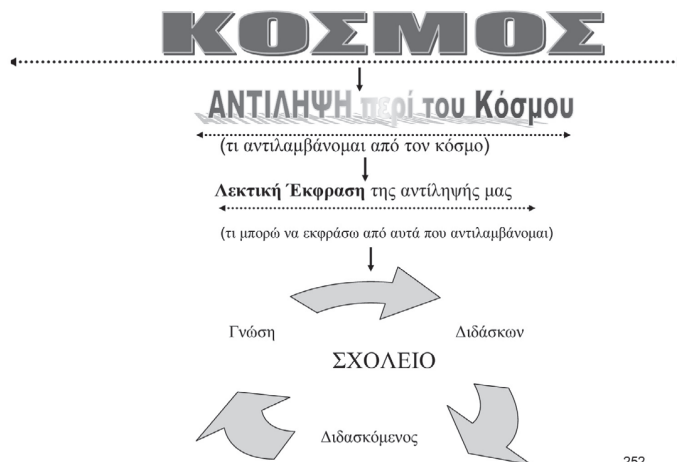 ΚΟΣΜΟΣ
ΑΝΤΙΛΗΨΗ περί του Κόσμου
(τι αντιλαμβάνομαι από τον κόσμο)
Λεκτική Έκφραση της αντίληψής μας
(τι μπορώ να εκφράσω από αυτά που αντιλαμβάνομαι)
Γνώση Διδάσκων
ΣΧΟΛΕΙΟ
Διδασκόμενος
252